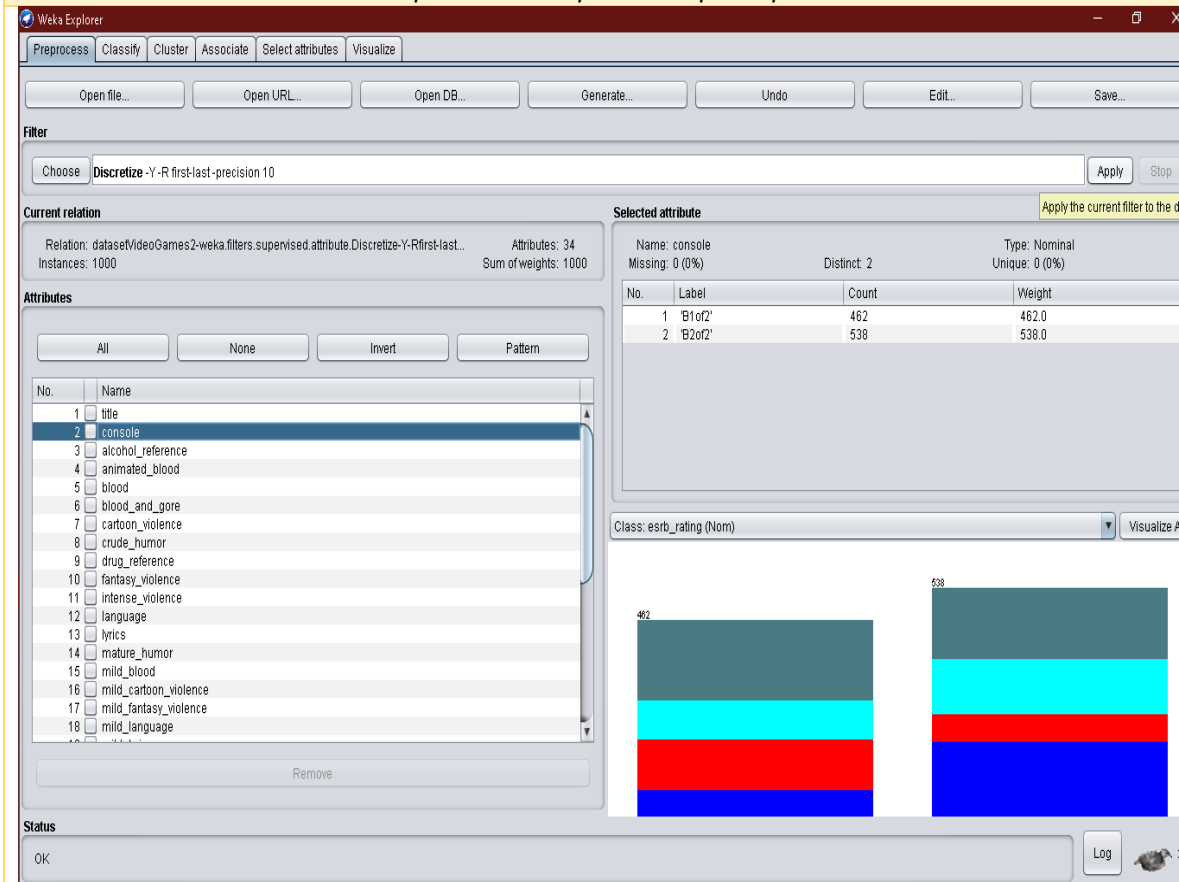 Weka Explorer
Preprocess Classify Cluster Associate Select attributes Visualize
Open file... Open URL... Open DB... Generate... Undo Edit... Save...
Filter
Choose Discretize -Y -R first-last -precision 10 Apply Stop
Apply the current filter to the d
Current relation
Relation: datasetVideoGames2-weka.filters.supervised.attribute.Discretize-Y-Rfirst-last... Attributes: 34
Instances: 1000 Sum of weights: 1000
Selected attribute
Name: console Type: Nominal
Missing: 0 (0%) Distinct: 2 Unique: 0 (0%)
No. Label Count Weight
1 'B1of2' 462 462.0
2 'B2of2' 538 538.0
Attributes
All None Invert Pattern
No. Name
1 title
2 console
3 alcohol_reference
4 animated_blood
5 blood
6 blood_and_gore
7 cartoon_violence
8 crude_humor
9 drug_reference
10 fantasy_violence
11 intense_violence
12 language
13 lyrics
14 mature_humor
15 mild_blood
16 mild_cartoon_violence
17 mild_fantasy_violence
18 mild_language
Remove
Class: esrb_rating (Nom) Visualize A
462
538
Status
OK
Log